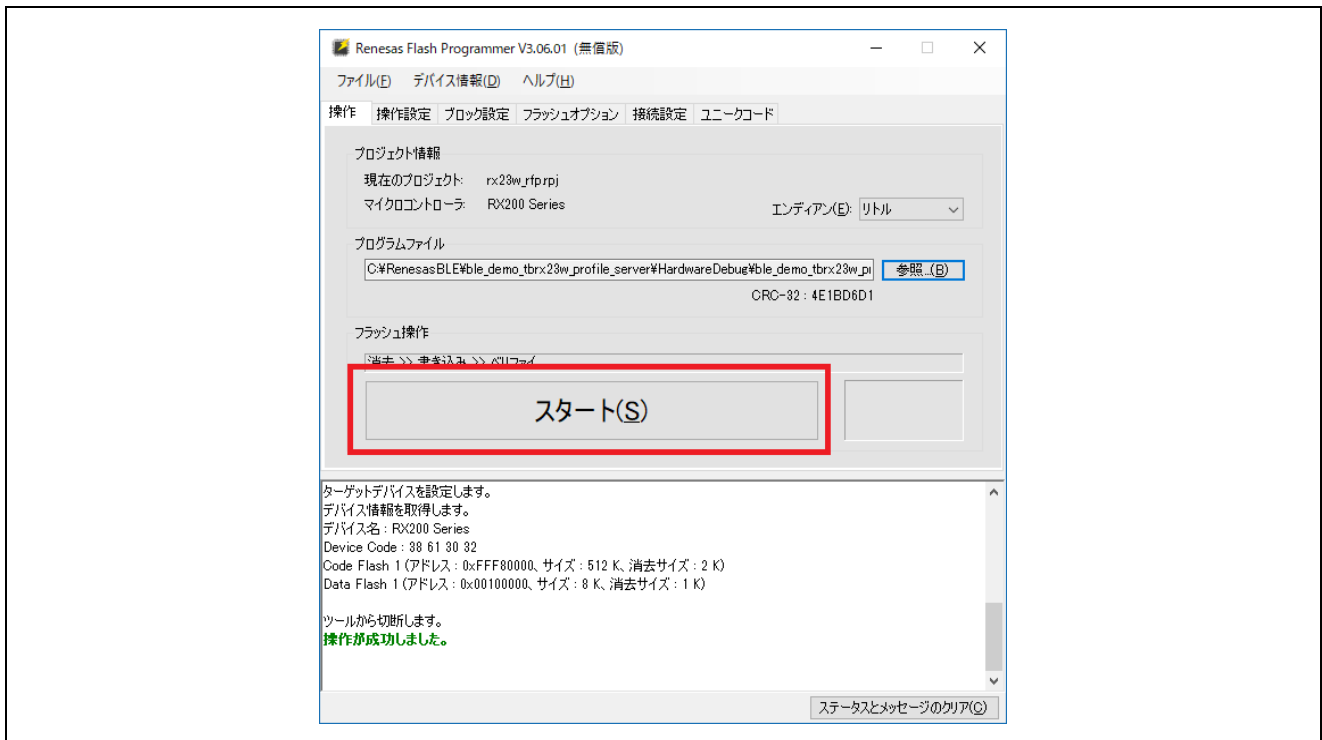 Renesas Flash Programmer V3.06.01 (無償版)
ファイル(F) デバイス情報(D) ヘルプ(H)
操作 操作設定 ブロック設定 フラッシュオプション 接続設定 ユニークコード
プロジェクト情報
現在のプロジェクト: rx23w_rfp.rpj
マイクロコントローラ: RX200 Series エンディアン(E): リトル
プログラムファイル
C:¥RenesasBLE¥ble_demo_tbrx23w_profile_server¥HardwareDebug¥ble_demo_tbrx23w_pr 参照...(B)
CRC-32 : 4E1BD6D1
フラッシュ操作
消去 >> 書き込み >> ベリファイ
スタート(S)
ターゲットデバイスを設定します。
デバイス情報を取得します。
デバイス名 : RX200 Series
Device Code : 38 61 30 32
Code Flash 1 (アドレス : 0xFFF80000、サイズ : 512 K、消去サイズ : 2 K)
Data Flash 1 (アドレス : 0x00100000、サイズ : 8 K、消去サイズ : 1 K)
ツールから切断します。
操作が成功しました。
ステータスとメッセージのクリア(C)